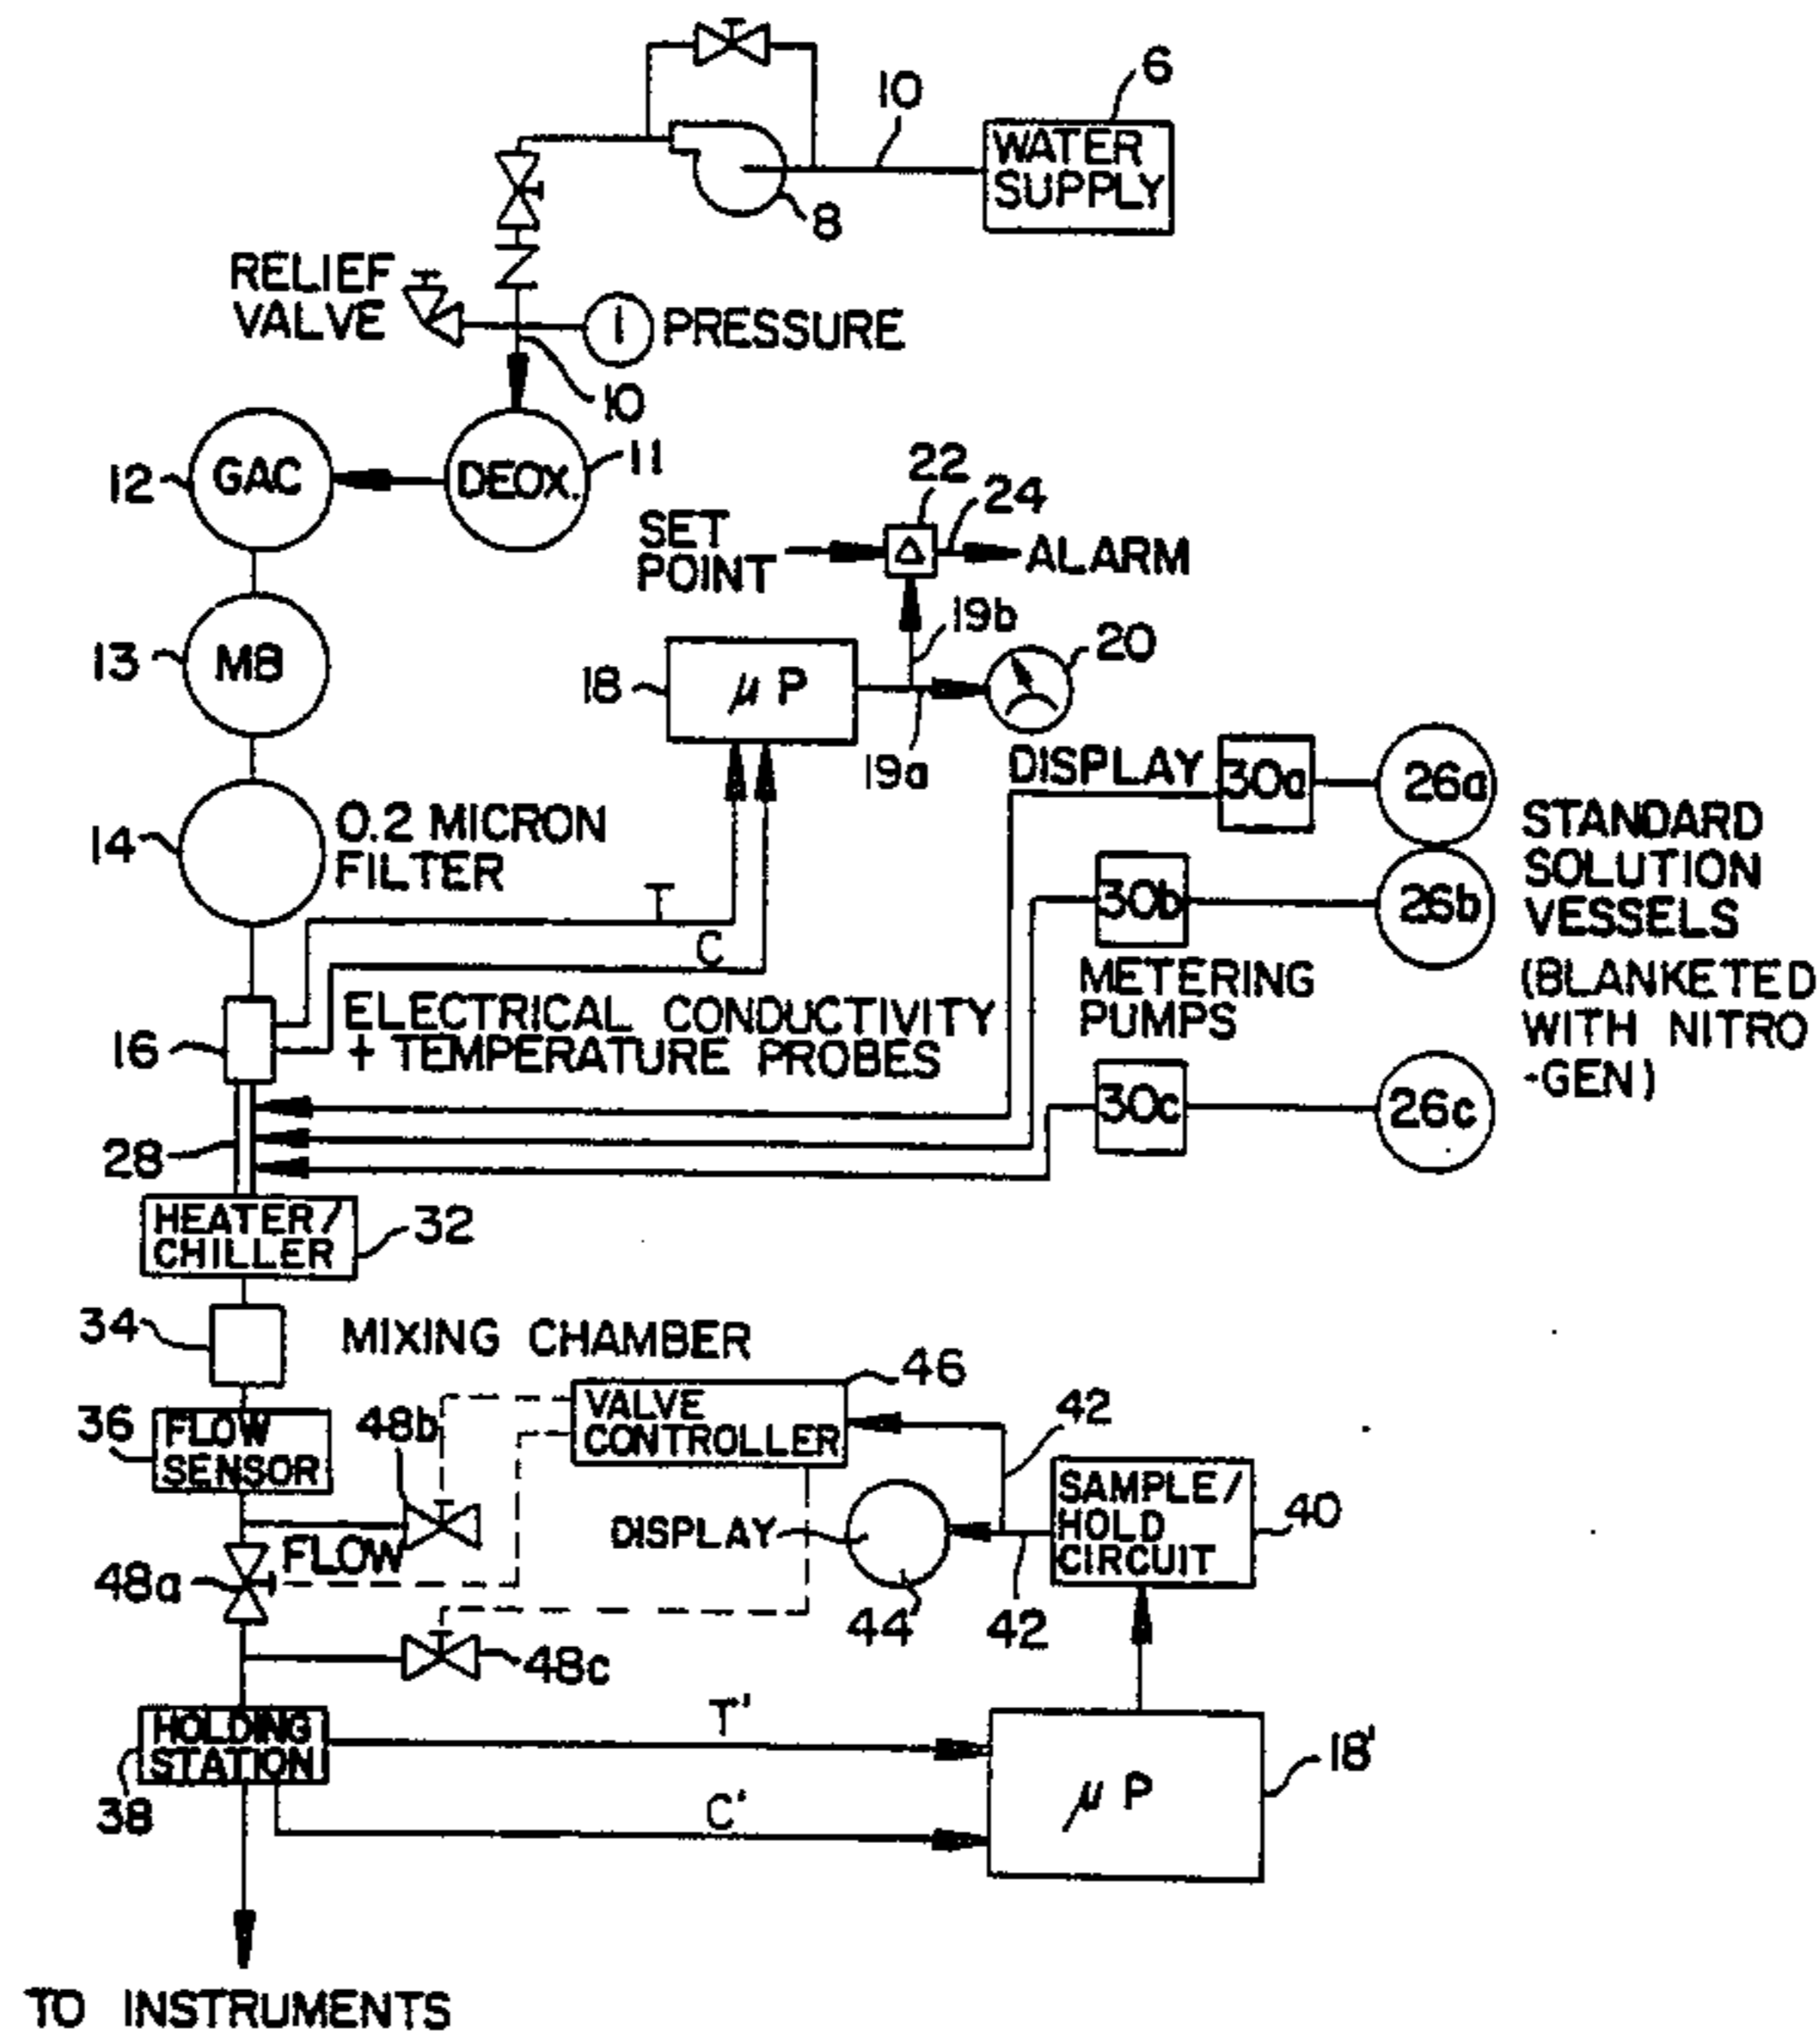 6
10
WATER
SUPPLY
8
RELIEF
VALVE
I
PRESSURE
10
12
GAC
DEOX.
11
22
24
SET
POINT
Δ
ALARM
19b
13
MB
18
μP
20
19a
DISPLAY
30a
26a
14
0.2 MICRON
FILTER
30b
26b
STANDARD
SOLUTION
VESSELS
(BLANKETED
WITH NITRO
-GEN)
T
C
METERING
PUMPS
16
ELECTRICAL CONDUCTIVITY
+ TEMPERATURE PROBES
30c
26c
28
HEATER/
CHILLER
32
34
MIXING CHAMBER
46
36
FLOW
SENSOR
48b
VALVE
CONTROLLER
42
SAMPLE/
HOLD
CIRCUIT
40
DISPLAY
FLOW
48a
44
42
48c
HOLDING
STATION
38
T'
C'
μP
18'
TO INSTRUMENTS